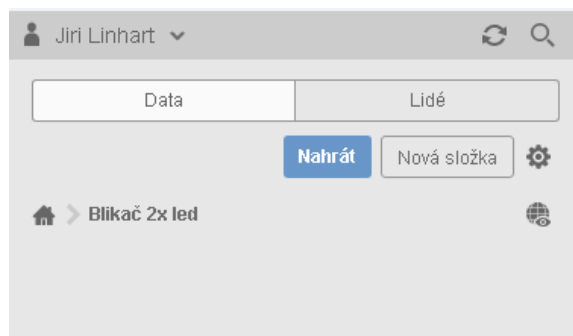 Jiri Linhart
Data Lidé
Nahrát Nová složka
Blikač 2x led